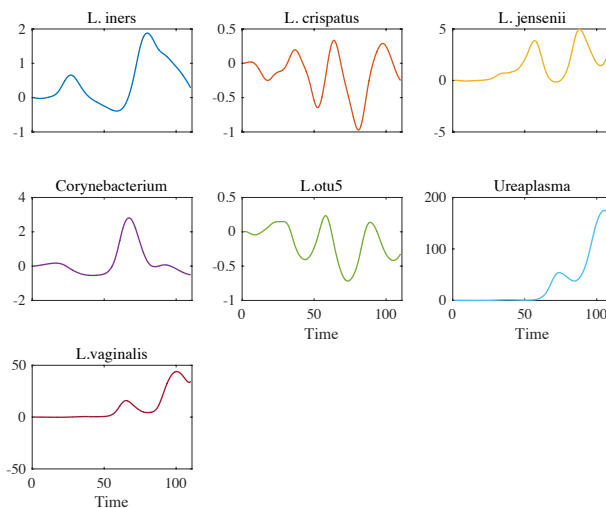 L. iners
2
1
0
-1
L. crispatus
0.5
0
-0.5
-1
L. jensenii
5
0
-5
Corynebacterium
4
2
0
-2
L.otu5
0.5
0
-0.5
-1
0 50 100
Time
Ureaplasma
200
100
0
0 50 100
Time
L.vaginalis
50
0
-50
0 50 100
Time